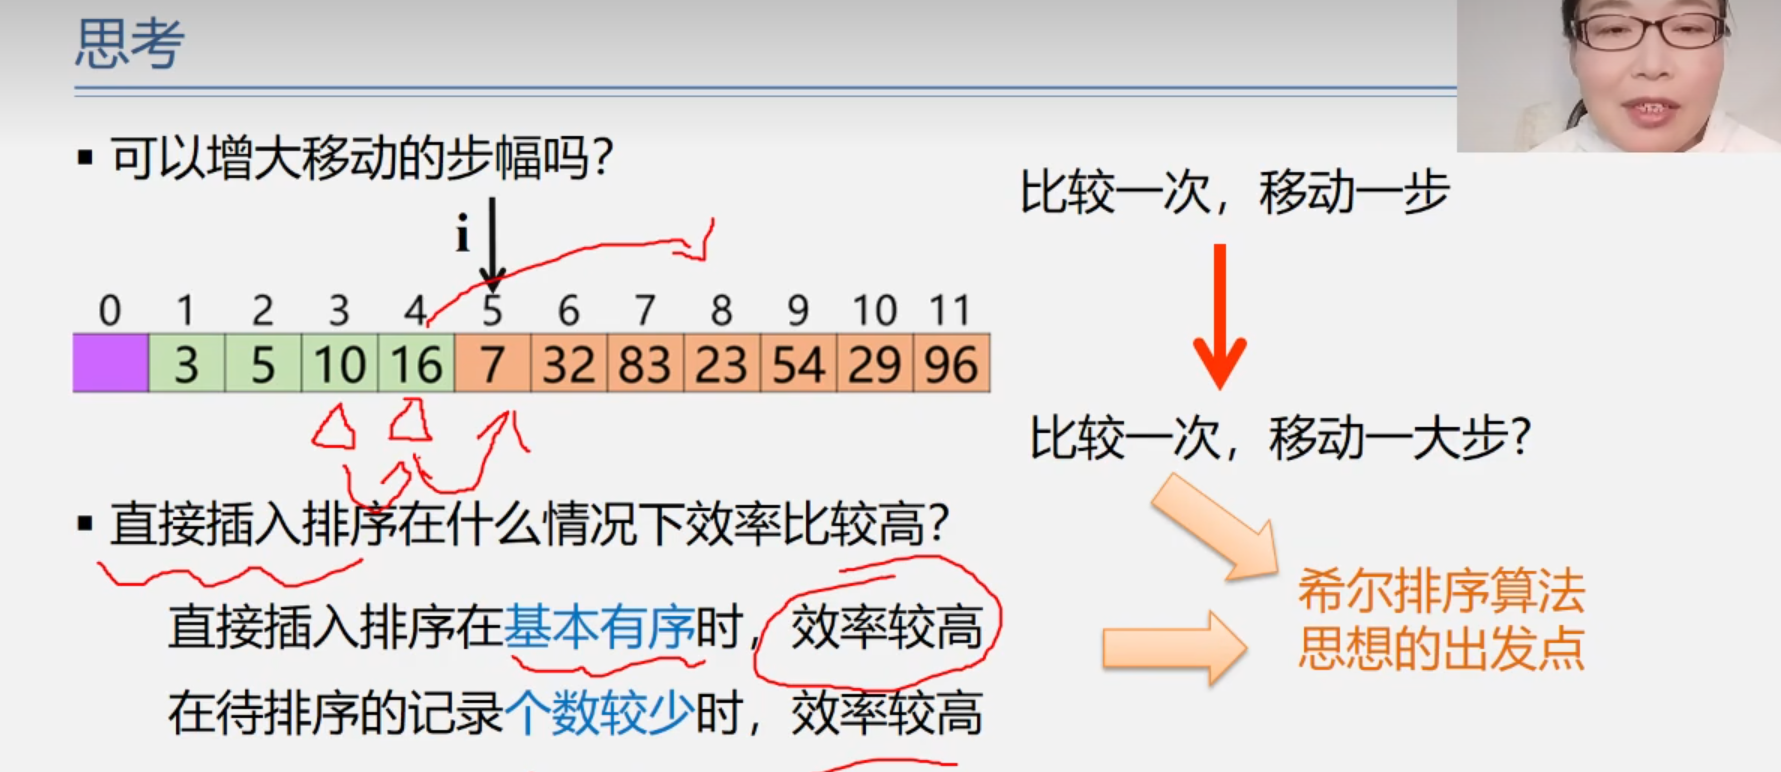 思考
▪ 可以增大移动的步幅吗?
i
0 1 2 3 4 5 6 7 8 9 10 11
3 5 10 16 7 32 83 23 54 29 96
▪ 直接插入排序在什么情况下效率比较高?
直接插入排序在基本有序时，效率较高
在待排序的记录个数较少时，效率较高
比较一次，移动一步
比较一次，移动一大步?
希尔排序算法
思想的出发点